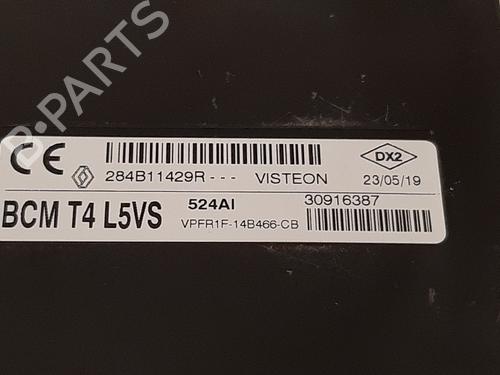 B-PARTS
CE
284B11429R--- VISTEON
DX2
23/05/19
BCM T4 L5VS
524AI
30916387
VPFR1F-14B466-CB